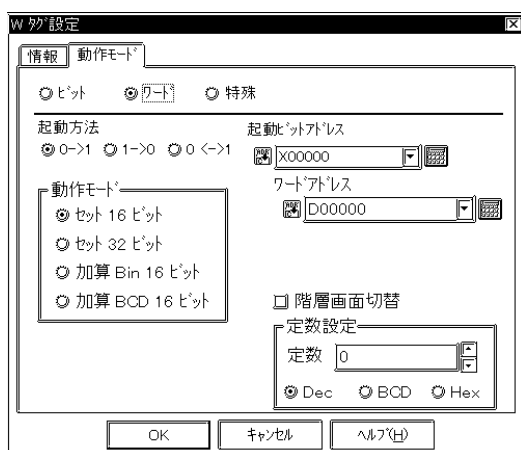 W ﾀｸﾞ設定
情報 動作ﾓｰﾄﾞ
ﾋﾞｯﾄ ﾜｰﾄﾞ 特殊
起動方法
0->1 1->0 0<->1
起動ﾋﾞｯﾄｱﾄﾞﾚｽ
X00000
ﾜｰﾄﾞｱﾄﾞﾚｽ
D00000
動作ﾓｰﾄﾞ
ｾｯﾄ 16 ﾋﾞｯﾄ
ｾｯﾄ 32 ﾋﾞｯﾄ
加算 Bin 16 ﾋﾞｯﾄ
加算 BCD 16 ﾋﾞｯﾄ
階層画面切替
定数設定
定数 0
Dec BCD Hex
OK ｷｬﾝｾﾙ ﾍﾙﾌﾟ(H)